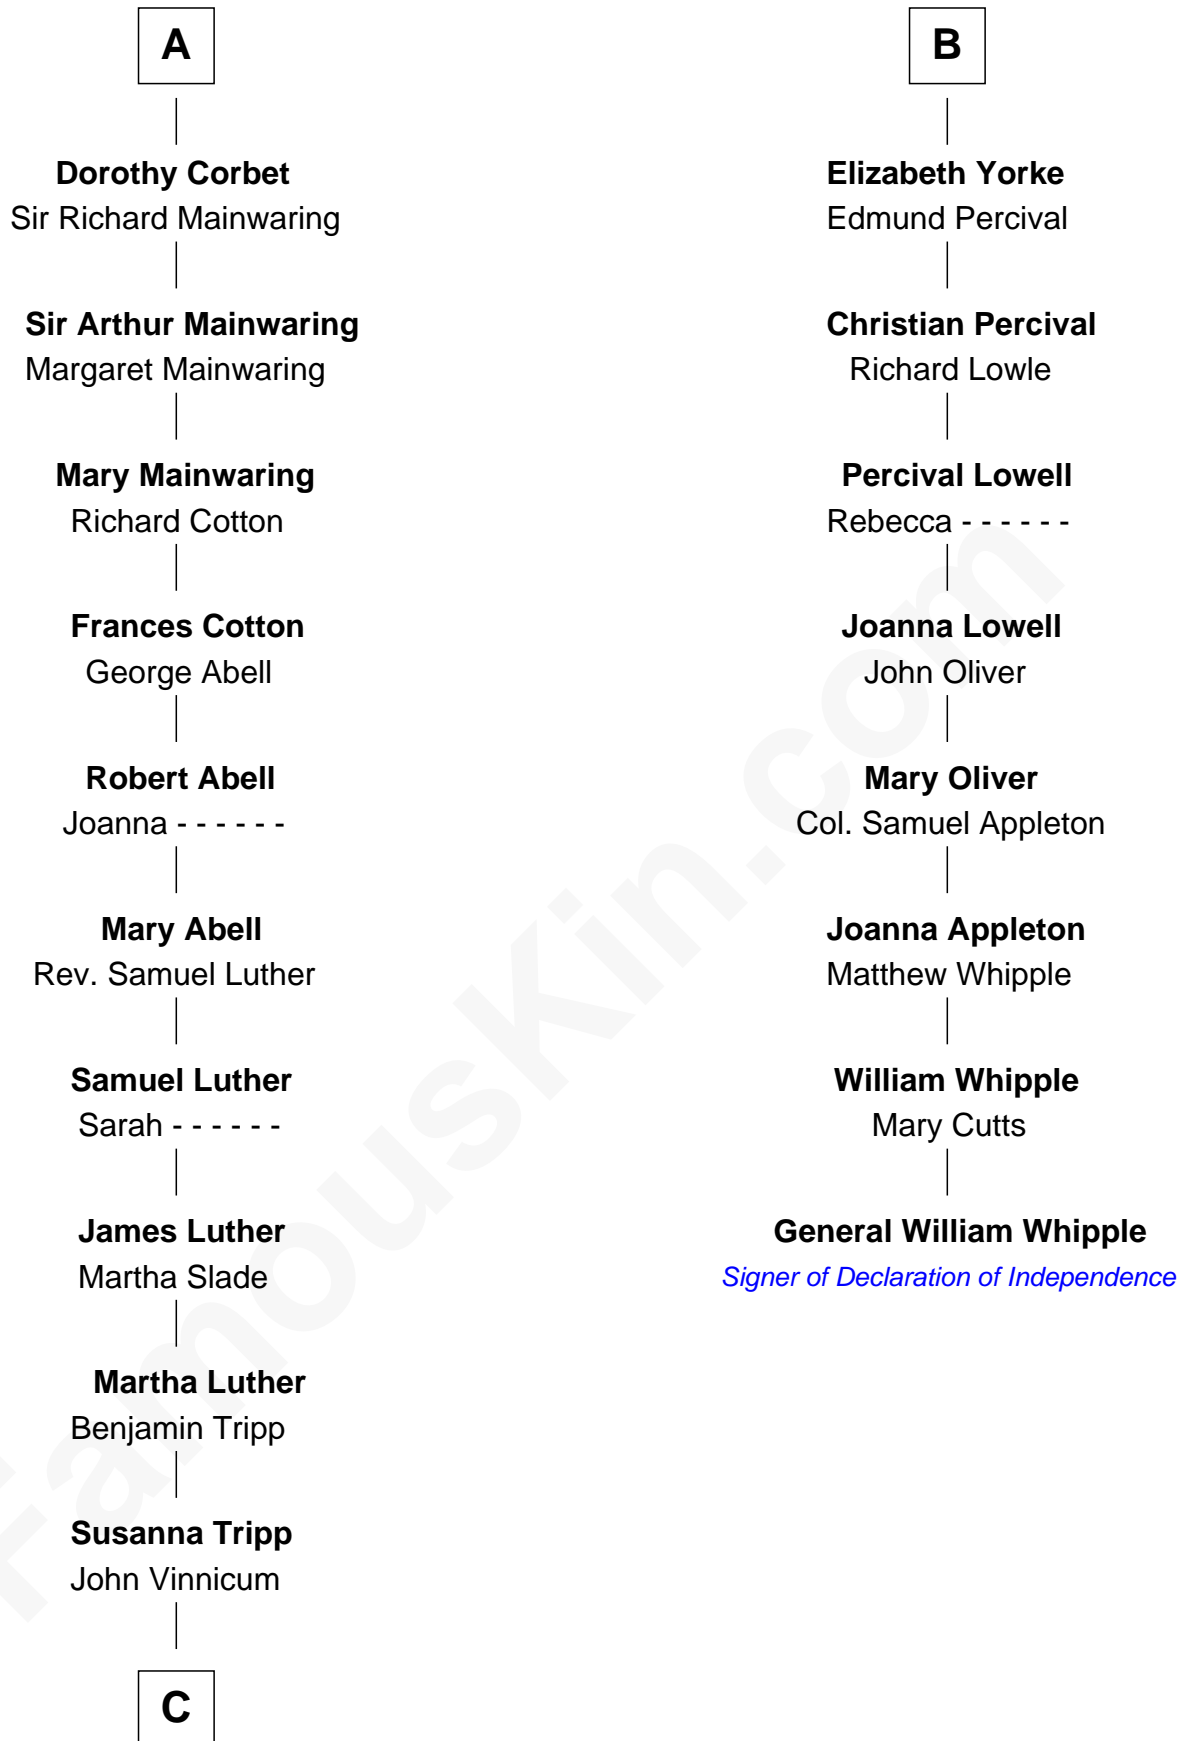 A
Dorothy Corbet
Sir Richard Mainwaring
Sir Arthur Mainwaring
Margaret Mainwaring
Mary Mainwaring
Richard Cotton
Frances Cotton
George Abell
Robert Abell
Joanna - - - - - -
Mary Abell
Rev. Samuel Luther
Samuel Luther
Sarah - - - - - -
James Luther
Martha Slade
Martha Luther
Benjamin Tripp
Susanna Tripp
John Vinnicum
C
B
Elizabeth Yorke
Edmund Percival
Christian Percival
Richard Lowle
Percival Lowell
Rebecca - - - - - -
Joanna Lowell
John Oliver
Mary Oliver
Col. Samuel Appleton
Joanna Appleton
Matthew Whipple
William Whipple
Mary Cutts
General William Whipple
Signer of Declaration of Independence
FamousKin.com